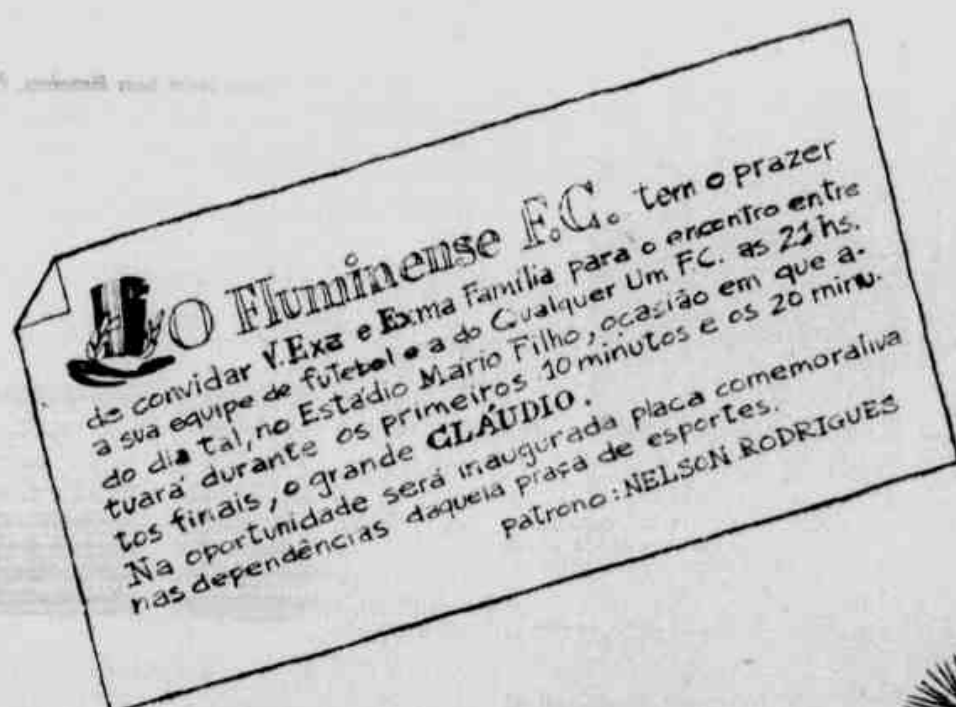 O Fluminense F.C. tem o prazer
de convidar V.Exa e Exma Família para o encontro entre
a sua equipe de futebol e a do Qualquer Um F.C. as 21 hs.
do dia tal, no Estádio Mário Filho, ocasião em que a-
tuará durante os primeiros 10 minutos e os 20 minu-
tos finais, o grande CLÁUDIO.
Na oportunidade será inaugurada placa comemorativa
nas dependências daquela praça de esportes.
patrono: NELSON RODRIGUES